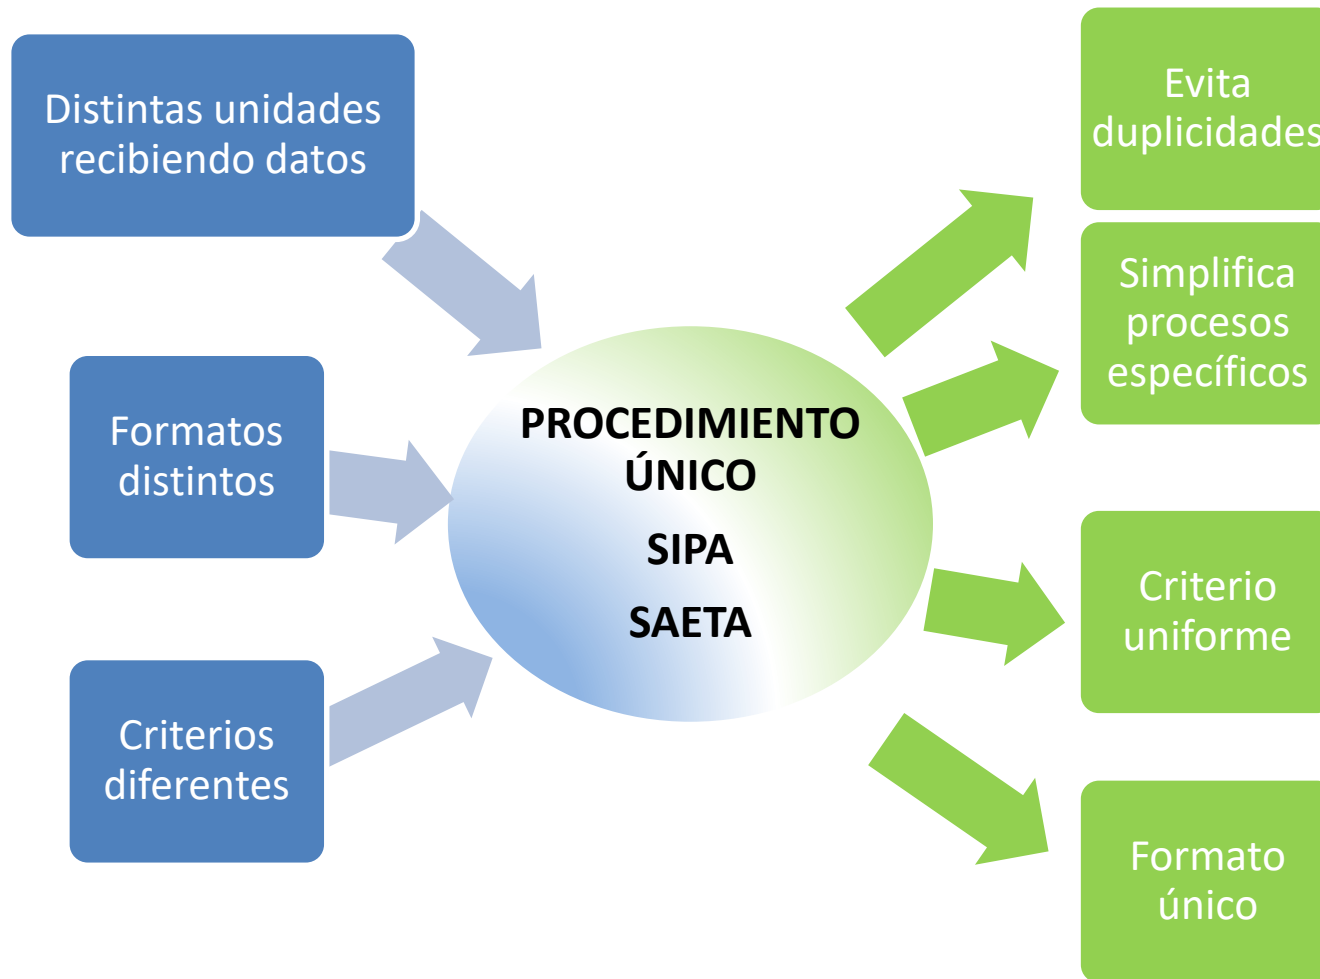 Distintas unidades
recibiendo datos
Formatos
distintos
Criterios
diferentes
PROCEDIMIENTO
ÚNICO
SIPA
SAETA
Evita
duplicidades
Simplifica
procesos
específicos
Criterio
uniforme
Formato
único